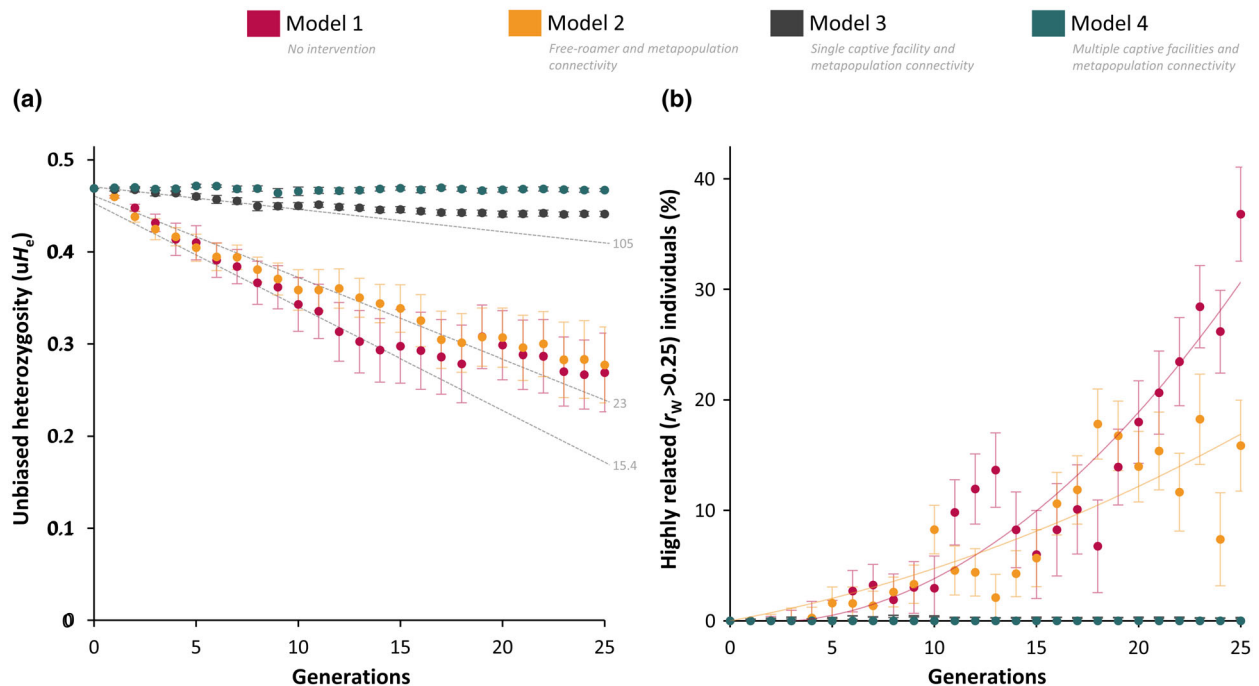 Model 1
No intervention
Model 2
Free-roamer and metapopulation
connectivity
Model 3
Single captive facility and
metapopulation connectivity
Model 4
Multiple captive facilities and
metapopulation connectivity
(a)
Unbiased heterozygosity (uHe)
0.5
0.4
0.3
0.2
0.1
0
105
23
15.4
0 5 10 15 20 25
Generations
(b)
Highly related (rw >0.25) individuals (%)
40
30
20
10
0
0 5 10 15 20 25
Generations